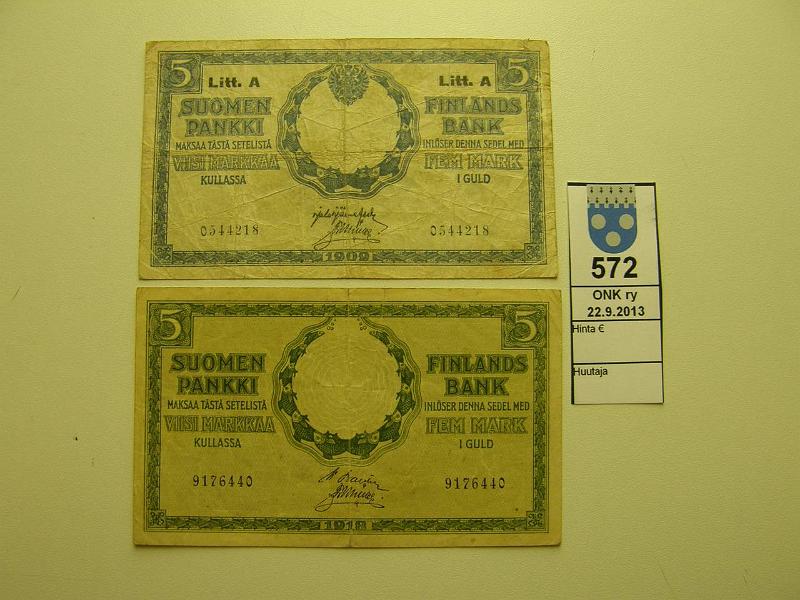 5 Litt. A Litt. A 5
SUOMEN PANKKI
MAKSAA TÄSTÄ SETELISTÄ
VIISI MARKKAA
KULLASSA
FINLANDS BANK
INLÖSER DENNA SEDEL MED
FEM MARK
I GULD
0544218 0544218
1909
5 5
SUOMEN
PANKKI
MAKSAA TÄSTÄ SETELISTÄ
VIISI MARKKAA
KULLASSA
FINLANDS
BANK
INLÖSER DENNA SEDEL MED
FEM MARK
I GULD
9176440 9176440
1918
572
ONK ry
22.9.2013
Hinta €
Huutaja